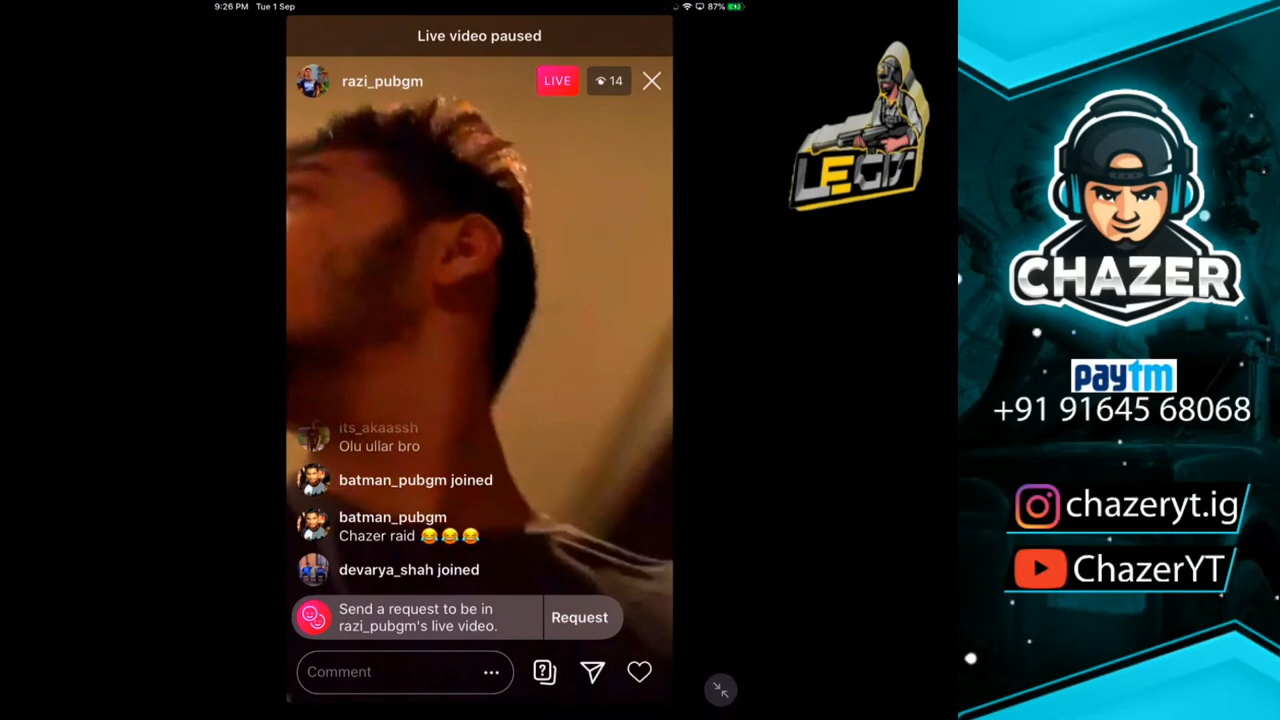 9:26 PM Tue 1 Sep
87%
Live video paused
razi_pubgm
LIVE
14
its_akaassh
Olu ullar bro
batman_pubgm joined
batman_pubgm
Chazer raid 😂😂😂
devarya_shah joined
Send a request to be in
razi_pubgm's live video.
Request
Comment
LEGIT
CHAZER
paytm
+91 91645 68068
chazeryt.ig
ChazerYT